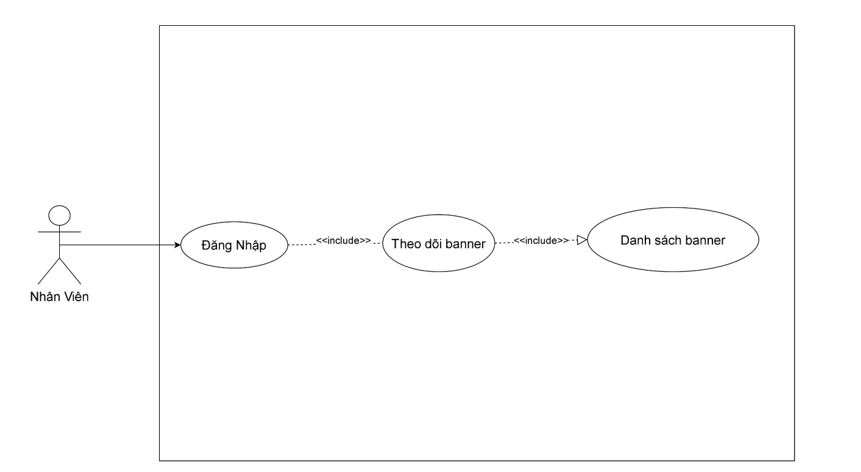 Đăng Nhập
<<include>>
Theo dõi banner
<<include>>
Danh sách banner
Nhân Viên